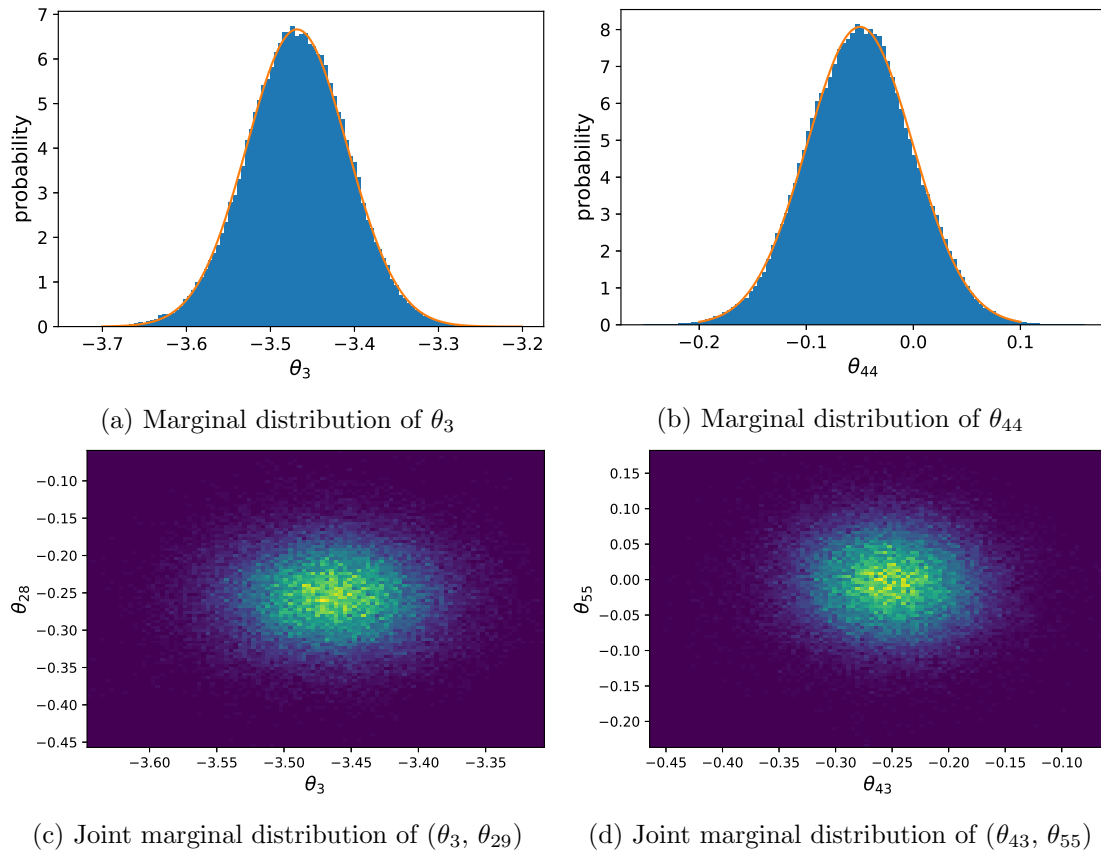 7
6
5
4
3
2
1
0
probability
−3.7 −3.6 −3.5 −3.4 −3.3 −3.2
θ3
(a) Marginal distribution of θ3
8
7
6
5
4
3
2
1
0
probability
−0.2 −0.1 0.0 0.1
θ44
(b) Marginal distribution of θ44
−0.10
−0.15
−0.20
−0.25
−0.30
−0.35
−0.40
−0.45
θ28
−3.60 −3.55 −3.50 −3.45 −3.40 −3.35
θ3
(c) Joint marginal distribution of (θ3, θ29)
0.15
0.10
0.05
0.00
−0.05
−0.10
−0.15
−0.20
θ55
−0.45 −0.40 −0.35 −0.30 −0.25 −0.20 −0.15 −0.10
θ43
(d) Joint marginal distribution of (θ43, θ55)